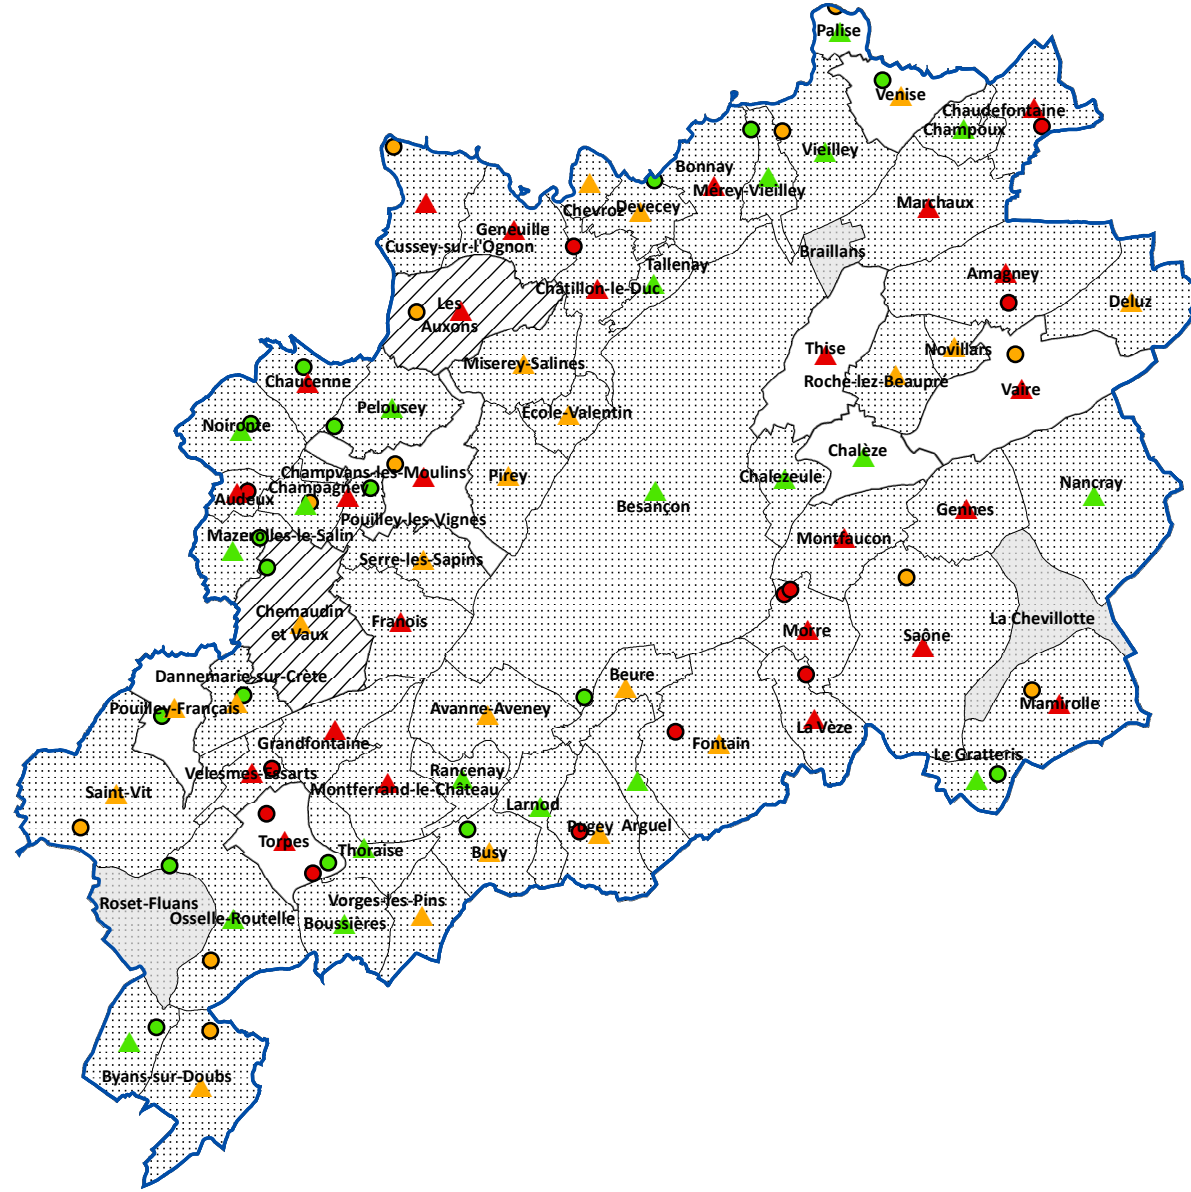 Palise
Venise
Chaudefontaine
Champoux
Vieilley
Bonnay
Mérey-Vieilley
Marchaux
Chevroz
Devecey
Geneuille
Cussey-sur-l'Ognon
Braillans
Tallenay
Amagney
Châtillon-le-Duc
Deluz
Les
Auxons
Thise
Novillars
Miserey-Salines
Roche-lez-Beaupré
Chaucenne
Vaire
Pelousey
École-Valentin
Noironte
Chalèze
Champvans-les-Moulins
Pirey
Chalezeule
Nancray
Champagney
Audeux
Besançon
Gennes
Pouilley-les-Vignes
Mazerolles-le-Salin
Montfaucon
Serre-les-Sapins
Chemaudin
et Vaux
La Chevillotte
Franois
Morre
Saône
Dannemarie-sur-Crète
Beure
Pouilley-Français
Avanne-Aveney
Mamirolle
La Vèze
Grandfontaine
Fontain
Le Gratteris
Velesmes-Essarts
Rancenay
Montferrand-le-Château
Saint-Vit
Larnod
Pugey
Arguel
Torpes
Thoraise
Busy
Roset-Fluans
Vorges-les-Pins
Osselle-Routelle
Boussières
Byans-sur-Doubs